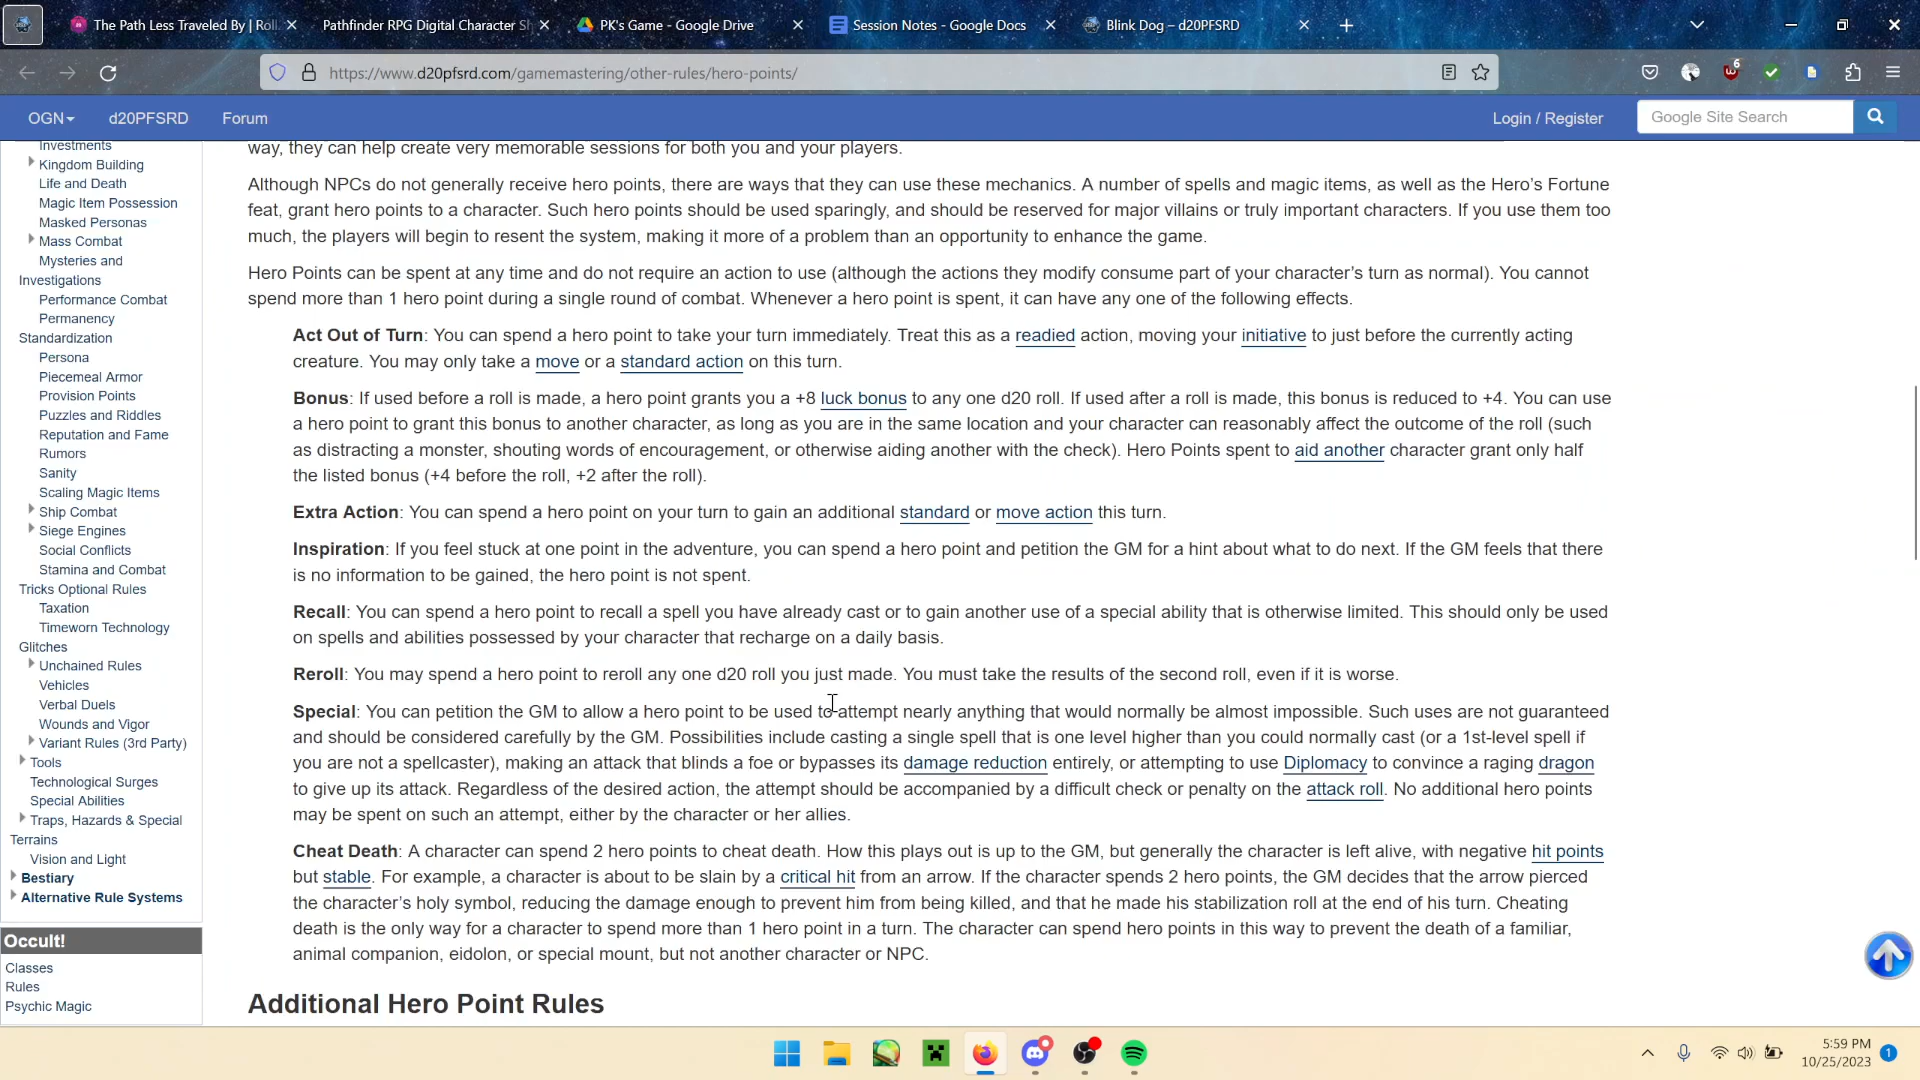 The Path Less Traveled By | Roll
Pathfinder RPG Digital Character Sh
PK's Game - Google Drive
Session Notes - Google Docs
Blink Dog – d20PFSRD
https://www.d20pfsrd.com/gamemastering/other-rules/hero-points/
6
OGN
d20PFSRD
Forum
Login / Register
Google Site Search
Investments
Kingdom Building
Life and Death
Magic Item Possession
Masked Personas
Mass Combat
Mysteries and
Investigations
Performance Combat
Permanency
Standardization
Persona
Piecemeal Armor
Provision Points
Puzzles and Riddles
Reputation and Fame
Rumors
Sanity
Scaling Magic Items
Ship Combat
Siege Engines
Social Conflicts
Stamina and Combat
Tricks Optional Rules
Taxation
Timeworn Technology
Glitches
Unchained Rules
Vehicles
Verbal Duels
Wounds and Vigor
Variant Rules (3rd Party)
Tools
Technological Surges
Special Abilities
Traps, Hazards & Special
Terrains
Vision and Light
Bestiary
Alternative Rule Systems
Occult!
Classes
Rules
Psychic Magic
way, they can help create very memorable sessions for both you and your players.
Although NPCs do not generally receive hero points, there are ways that they can use these mechanics. A number of spells and magic items, as well as the Hero's Fortune
feat, grant hero points to a character. Such hero points should be used sparingly, and should be reserved for major villains or truly important characters. If you use them too
much, the players will begin to resent the system, making it more of a problem than an opportunity to enhance the game.
Hero Points can be spent at any time and do not require an action to use (although the actions they modify consume part of your character's turn as normal). You cannot
spend more than 1 hero point during a single round of combat. Whenever a hero point is spent, it can have any one of the following effects.
Act Out of Turn: You can spend a hero point to take your turn immediately. Treat this as a readied action, moving your initiative to just before the currently acting
creature. You may only take a move or a standard action on this turn.
Bonus: If used before a roll is made, a hero point grants you a +8 luck bonus to any one d20 roll. If used after a roll is made, this bonus is reduced to +4. You can use
a hero point to grant this bonus to another character, as long as you are in the same location and your character can reasonably affect the outcome of the roll (such
as distracting a monster, shouting words of encouragement, or otherwise aiding another with the check). Hero Points spent to aid another character grant only half
the listed bonus (+4 before the roll, +2 after the roll).
Extra Action: You can spend a hero point on your turn to gain an additional standard or move action this turn.
Inspiration: If you feel stuck at one point in the adventure, you can spend a hero point and petition the GM for a hint about what to do next. If the GM feels that there
is no information to be gained, the hero point is not spent.
Recall: You can spend a hero point to recall a spell you have already cast or to gain another use of a special ability that is otherwise limited. This should only be used
on spells and abilities possessed by your character that recharge on a daily basis.
Reroll: You may spend a hero point to reroll any one d20 roll you just made. You must take the results of the second roll, even if it is worse.
Special: You can petition the GM to allow a hero point to be used to attempt nearly anything that would normally be almost impossible. Such uses are not guaranteed
and should be considered carefully by the GM. Possibilities include casting a single spell that is one level higher than you could normally cast (or a 1st-level spell if
you are not a spellcaster), making an attack that blinds a foe or bypasses its damage reduction entirely, or attempting to use Diplomacy to convince a raging dragon
to give up its attack. Regardless of the desired action, the attempt should be accompanied by a difficult check or penalty on the attack roll. No additional hero points
may be spent on such an attempt, either by the character or her allies.
Cheat Death: A character can spend 2 hero points to cheat death. How this plays out is up to the GM, but generally the character is left alive, with negative hit points
but stable. For example, a character is about to be slain by a critical hit from an arrow. If the character spends 2 hero points, the GM decides that the arrow pierced
the character's holy symbol, reducing the damage enough to prevent him from being killed, and that he made his stabilization roll at the end of his turn. Cheating
death is the only way for a character to spend more than 1 hero point in a turn. The character can spend hero points in this way to prevent the death of a familiar,
animal companion, eidolon, or special mount, but not another character or NPC.
Additional Hero Point Rules
5:59 PM
10/25/2023
1